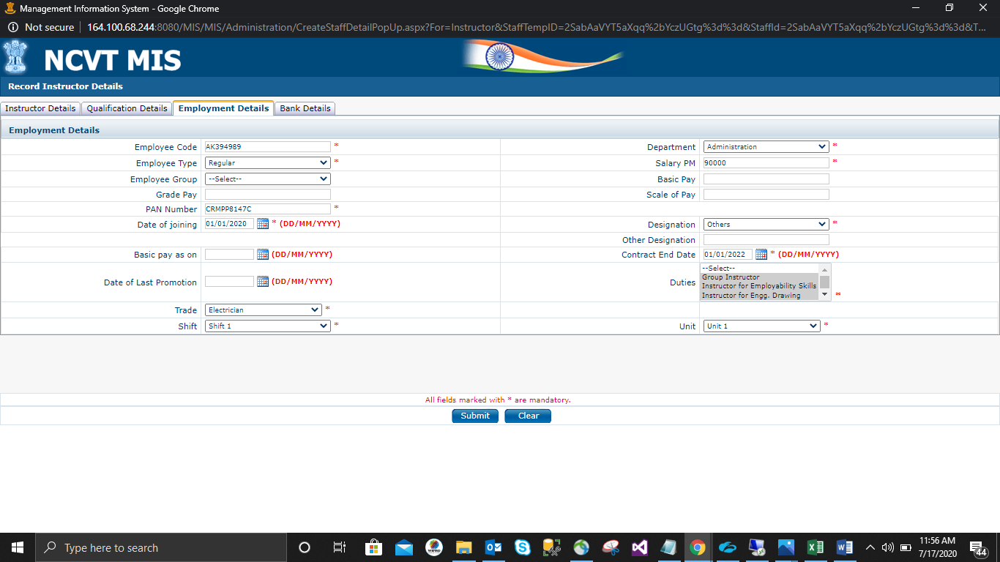 Management Information System - Google Chrome
Not secure 164.100.68.244:8080/MIS/MIS/Administration/CreateStaffDetailPopUp.aspx?For=Instructor&StaffTempID=2SabAaVYT5aXqq%2bYczUGtg%3d%3d&StaffId=2SabAaVYT5aXqq%2bYczUGtg%3d%3d&T...
NCVT MIS
Record Instructor Details
Instructor Details Qualification Details Employment Details Bank Details
Employment Details
Employee Code AK394989 * Department Administration *
Employee Type Regular * Salary PM 90000 *
Employee Group --Select-- Basic Pay
Grade Pay Scale of Pay
PAN Number CRMPP8147C *
Date of joining 01/01/2020 * (DD/MM/YYYY) Designation Others *
Other Designation
Basic pay as on (DD/MM/YYYY) Contract End Date 01/01/2022 * (DD/MM/YYYY)
Date of Last Promotion (DD/MM/YYYY) Duties --Select--
Group Instructor
Instructor for Employability Skills
Instructor for Engg. Drawing *
Trade Electrician *
Shift Shift 1 * Unit Unit 1 *
All fields marked with * are mandatory.
Submit Clear
Type here to search
11:56 AM
7/17/2020
44